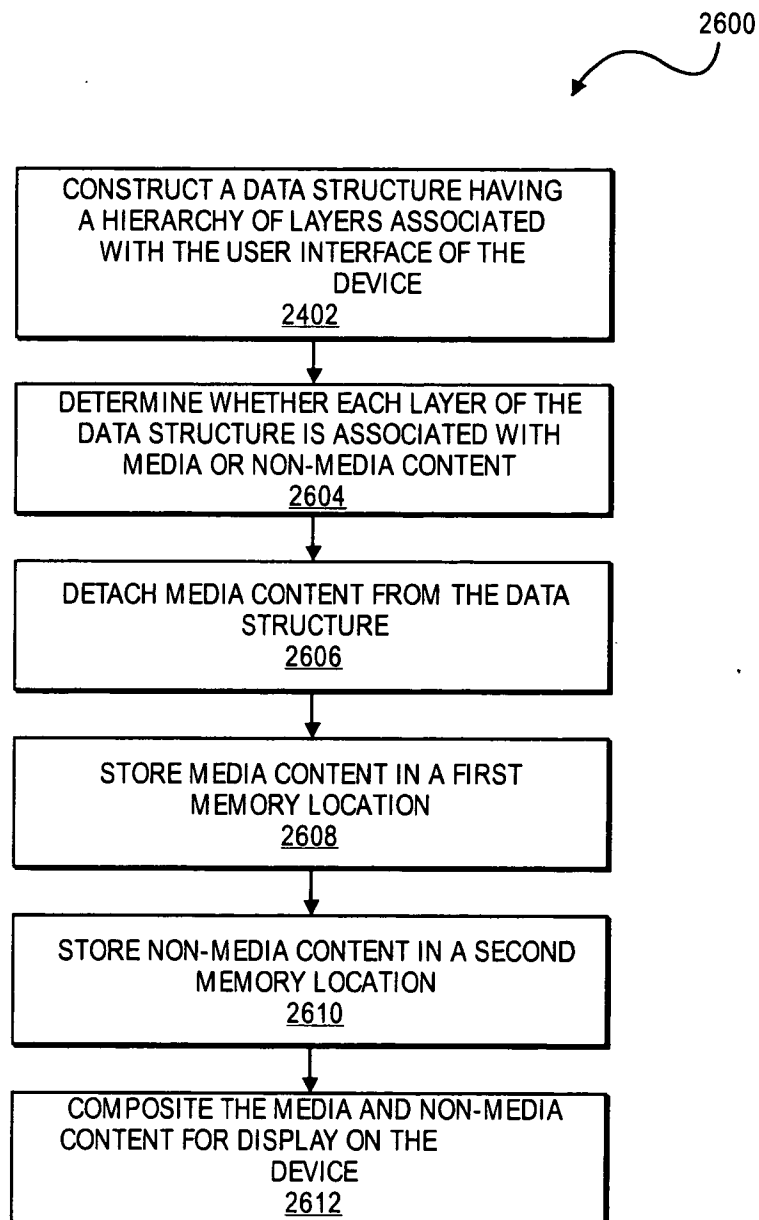 2600
CONSTRUCT A DATA STRUCTURE HAVING
A HIERARCHY OF LAYERS ASSOCIATED
WITH THE USER INTERFACE OF THE
DEVICE
2402
DETERMINE WHETHER EACH LAYER OF THE
DATA STRUCTURE IS ASSOCIATED WITH
MEDIA OR NON-MEDIA CONTENT
2604
DETACH MEDIA CONTENT FROM THE DATA
STRUCTURE
2606
STORE MEDIA CONTENT IN A FIRST
MEMORY LOCATION
2608
STORE NON-MEDIA CONTENT IN A SECOND
MEMORY LOCATION
2610
COMPOSITE THE MEDIA AND NON-MEDIA
CONTENT FOR DISPLAY ON THE
DEVICE
2612